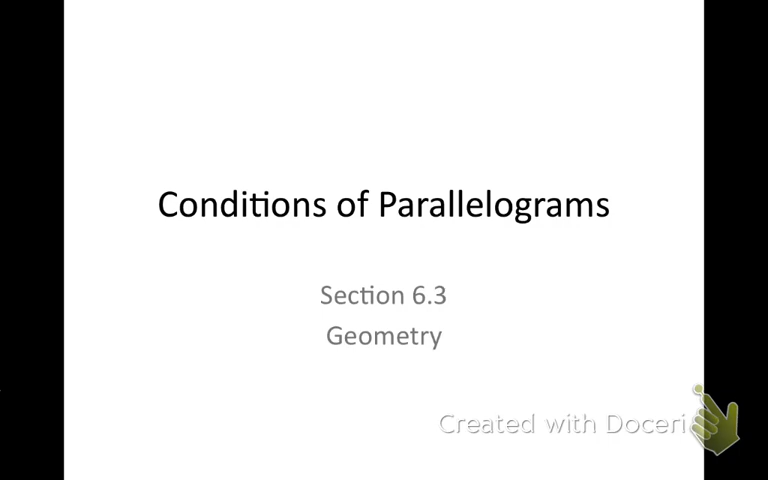 Conditions of Parallelograms
Section 6.3
Geometry
Created with Doceri